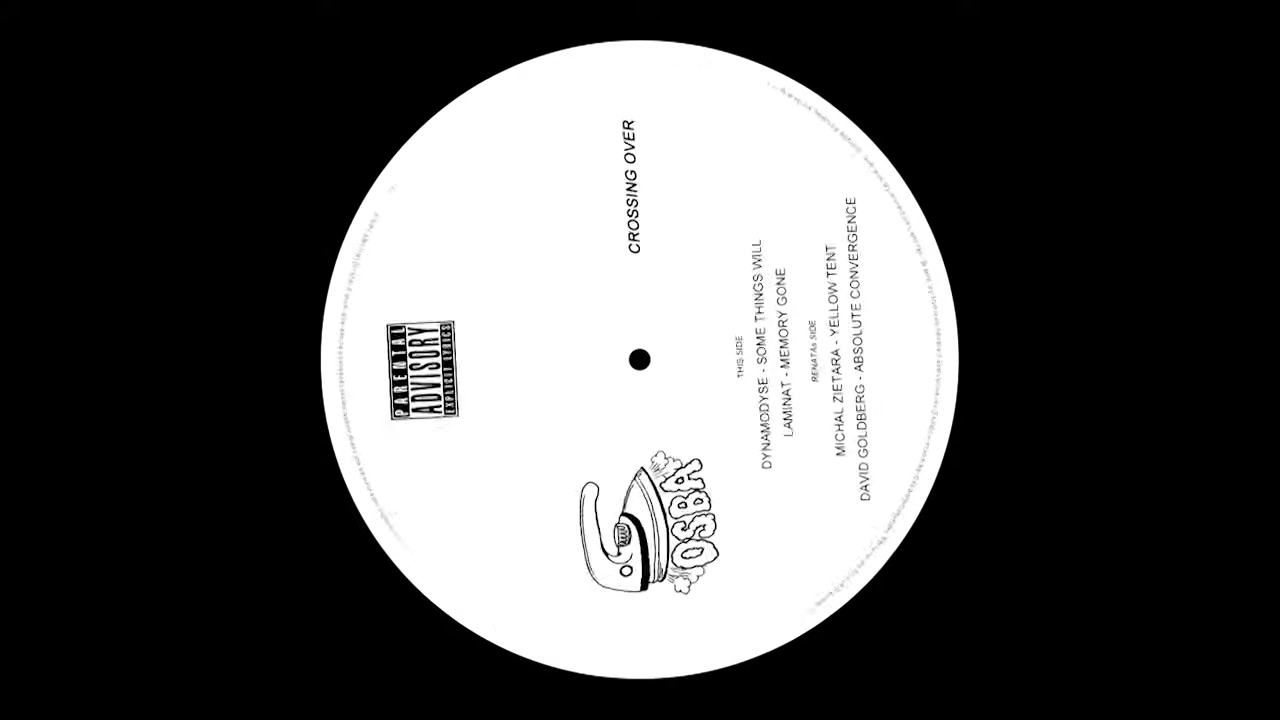 PARENTAL
ADVISORY
EXPLICIT LYRICS
CROSSING OVER
OSBA
THIS SIDE
DYNAMODYSE - SOME THINGS WILL
LAMINAT - MEMORY GONE
RENATAs SIDE
MICHAL ZIETARA - YELLOW TENT
DAVID GOLDBERG - ABSOLUTE CONVERGENCE